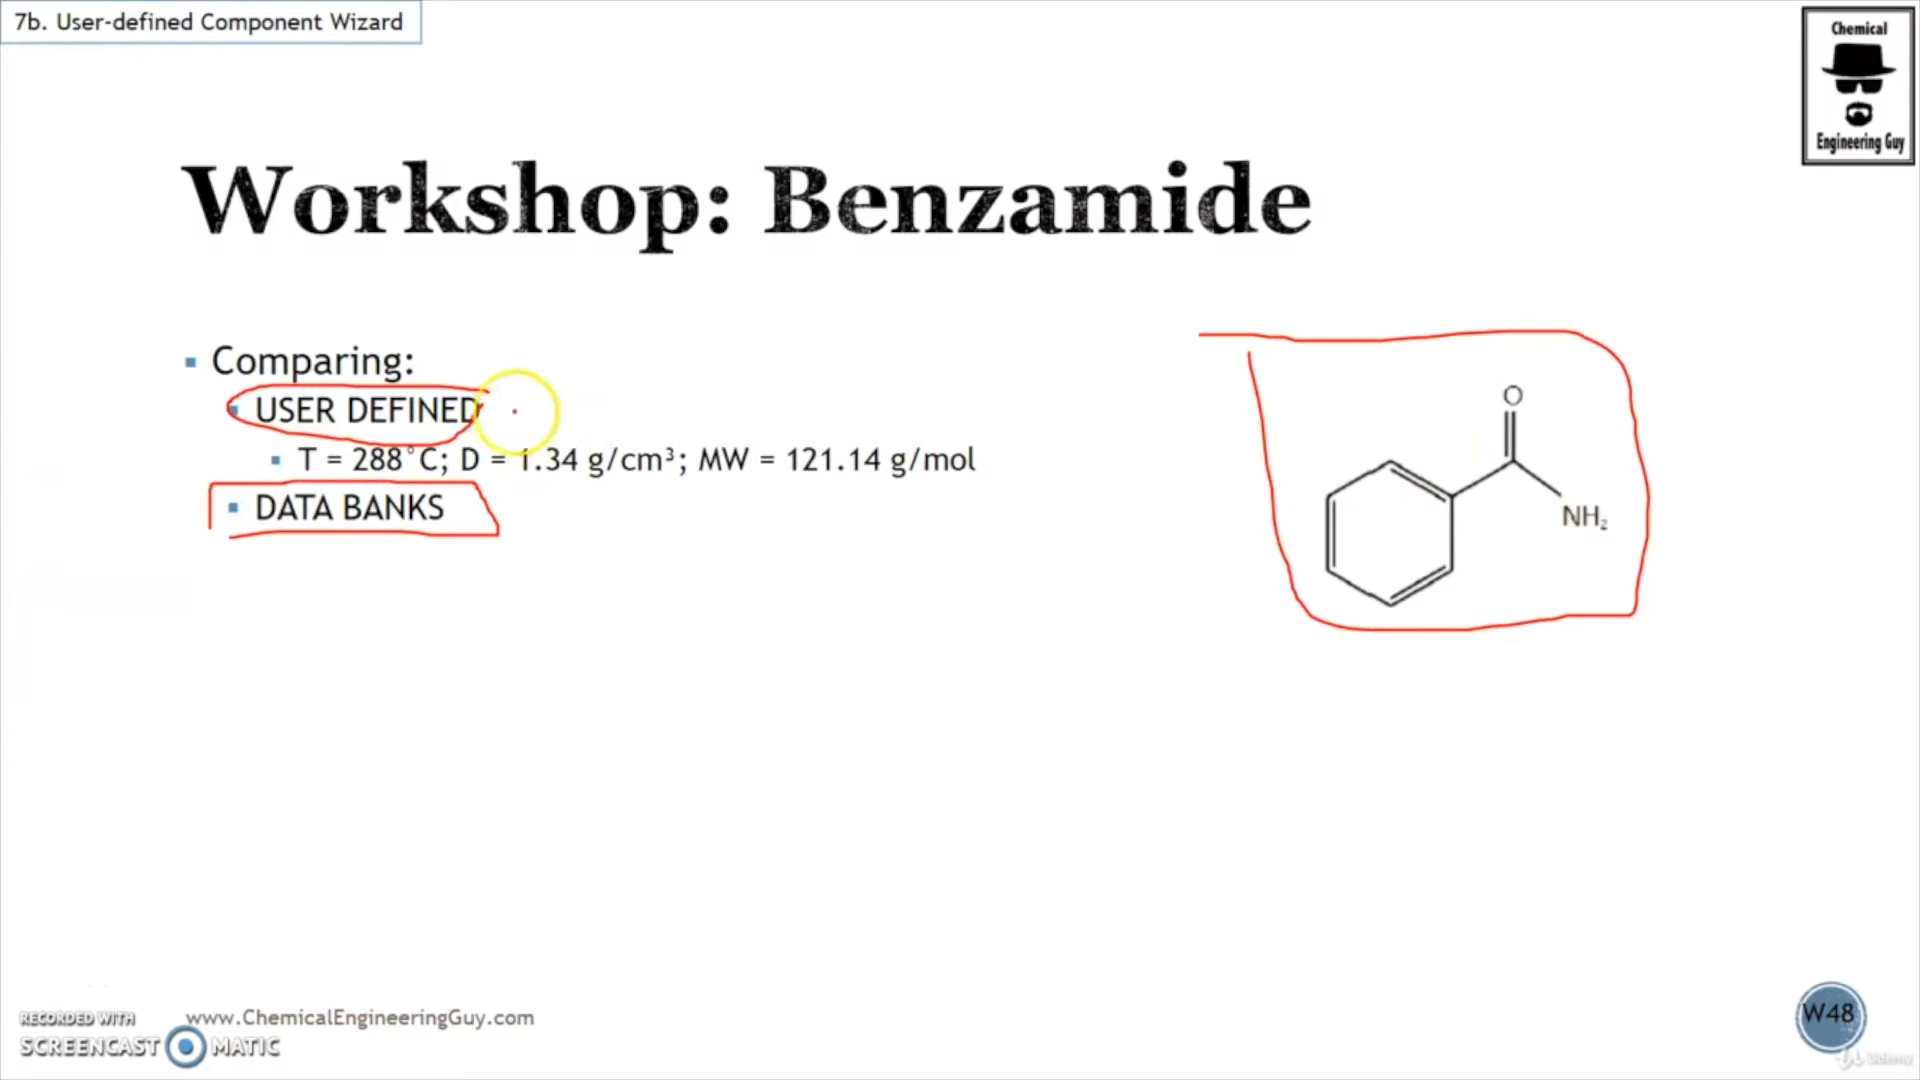 7b. User-defined Component Wizard
Chemical
Engineering Guy
Workshop: Benzamide
Comparing:
USER DEFINED
T = 288°C; D = 1.34 g/cm³; MW = 121.14 g/mol
DATA BANKS
O
NH₂
RECORDED WITH
SCREENCAST MATIC
www.ChemicalEngineeringGuy.com
W48
Udemy